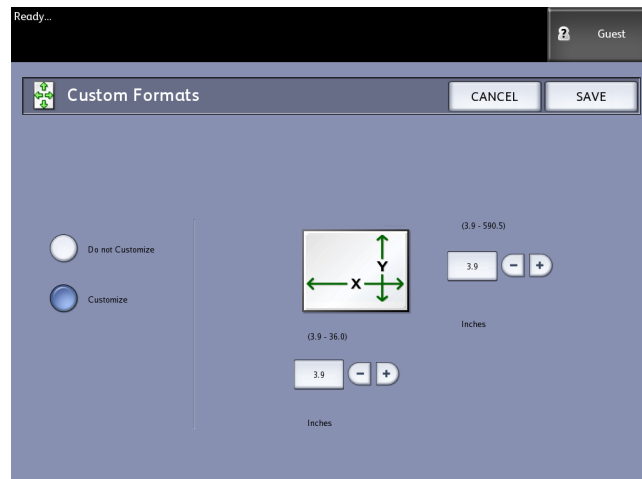 Ready...
Guest
Custom Formats
CANCEL
SAVE
Do not Customize
Customize
Y
X
(3.9 - 590.5)
3.9
Inches
(3.9 - 36.0)
3.9
Inches